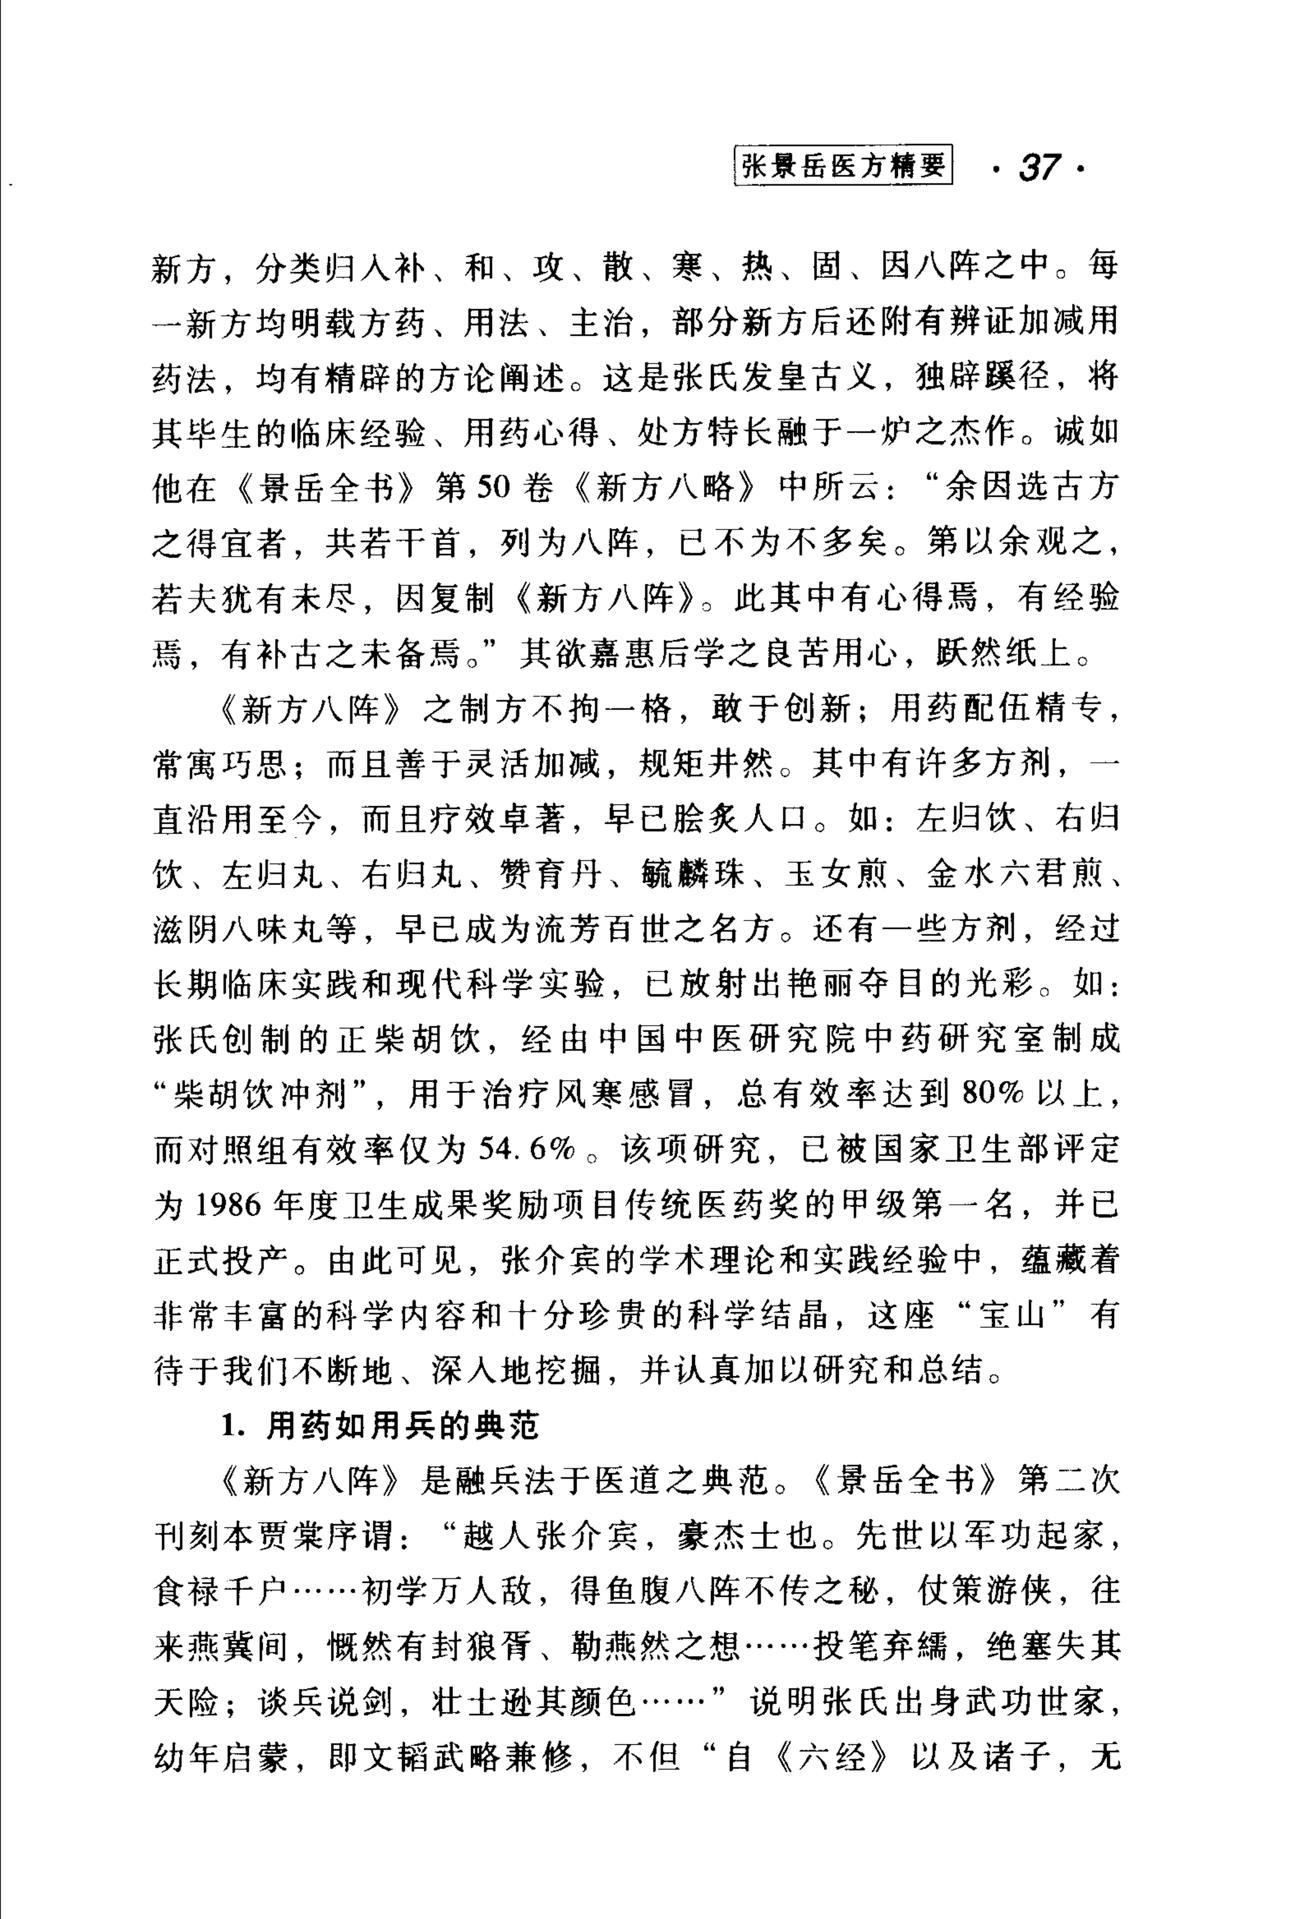 张景岳医方精要 · 37 ·
新方，分类归入补、和、攻、散、寒、热、固、因八阵之中。每
一新方均明载方药、用法、主治，部分新方后还附有辨证加减用
药法，均有精辟的方论阐述。这是张氏发皇古义，独辟蹊径，将
其毕生的临床经验、用药心得、处方特长融于一炉之杰作。诚如
他在《景岳全书》第50卷《新方八略》中所云：“余因选古方
之得宜者，共若干首，列为八阵，已不为不多矣。第以余观之，
若夫犹有未尽，因复制《新方八阵》。此其中有心得焉，有经验
焉，有补古之未备焉。”其欲嘉惠后学之良苦用心，跃然纸上。
《新方八阵》之制方不拘一格，敢于创新；用药配伍精专，
常寓巧思；而且善于灵活加减，规矩井然。其中有许多方剂，一
直沿用至今，而且疗效卓著，早已脍炙人口。如：左归饮、右归
饮、左归丸、右归丸、赞育丹、毓麟珠、玉女煎、金水六君煎、
滋阴八味丸等，早已成为流芳百世之名方。还有一些方剂，经过
长期临床实践和现代科学实验，已放射出艳丽夺目的光彩。如：
张氏创制的正柴胡饮，经由中国中医研究院中药研究室制成
“柴胡饮冲剂”，用于治疗风寒感冒，总有效率达到80%以上，
而对照组有效率仅为54.6%。该项研究，已被国家卫生部评定
为1986年度卫生成果奖励项目传统医药奖的甲级第一名，并已
正式投产。由此可见，张介宾的学术理论和实践经验中，蕴藏着
非常丰富的科学内容和十分珍贵的科学结晶，这座“宝山”有
待于我们不断地、深入地挖掘，并认真加以研究和总结。
1. 用药如用兵的典范
《新方八阵》是融兵法于医道之典范。《景岳全书》第二次
刊刻本贾棠序谓：“越人张介宾，豪杰士也。先世以军功起家，
食禄千户……初学万人敌，得鱼腹八阵不传之秘，仗策游侠，往
来燕冀间，慨然有封狼胥、勒燕然之想……投笔弃繻，绝塞失其
天险；谈兵说剑，壮士逊其颜色……”说明张氏出身武功世家，
幼年启蒙，即文韬武略兼修，不但“自《六经》以及诸子，无